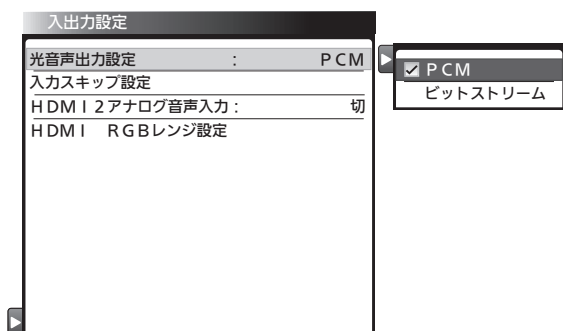 入出力設定
光音声出力設定 : PCM
入力スキップ設定
HDMI2アナログ音声入力: 切
HDMI RGBレンジ設定
PCM
ビットストリーム